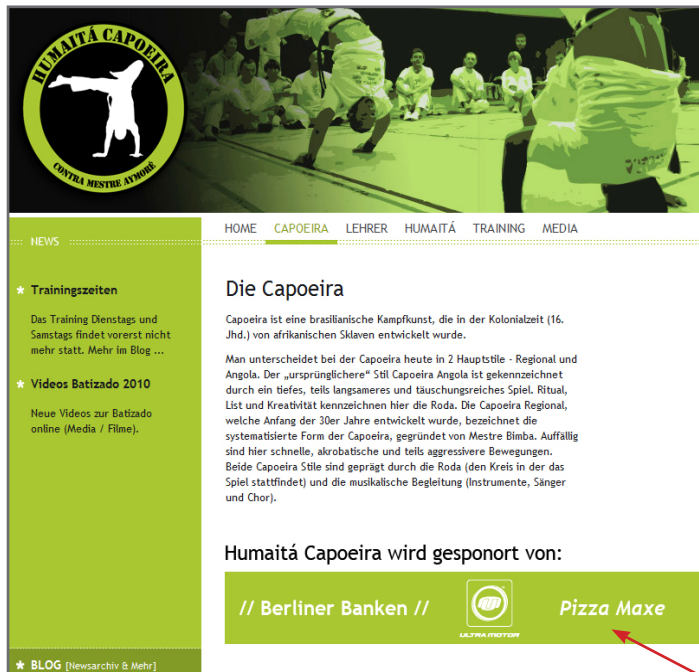 HUMAITÁ CAPOEIRA
CONTRA MESTRE AYMORÉ
HOME CAPOEIRA LEHRER HUMAITÁ TRAINING MEDIA
NEWS
Trainingszeiten
Das Training Dienstags und
Samstags findet vorerst nicht
mehr statt. Mehr im Blog ...
Videos Batizado 2010
Neue Videos zur Batizado
online (Media / Filme).
BLOG [Newsarchiv & Mehr]
Die Capoeira
Capoeira ist eine brasilianische Kampfkunst, die in der Kolonialzeit (16.
Jhd.) von afrikanischen Sklaven entwickelt wurde.
Man unterscheidet bei der Capoeira heute in 2 Hauptstile - Regional und
Angola. Der „ursprünglichere“ Stil Capoeira Angola ist gekennzeichnet
durch ein tiefes, teils langsameres und täuschungsreiches Spiel. Ritual,
List und Kreativität kennzeichnen hier die Roda. Die Capoeira Regional,
welche Anfang der 30er Jahre entwickelt wurde, bezeichnet die
systematisierte Form der Capoeira, gegründet von Mestre Bimba. Auffällig
sind hier schnelle, akrobatische und teils aggressivere Bewegungen.
Beide Capoeira Stile sind geprägt durch die Roda (den Kreis in der das
Spiel stattfindet) und die musikalische Begleitung (Instrumente, Sänger
und Chor).
Humaitá Capoeira wird gesponort von:
// Berliner Banken //
ULTRAMOTOR
Pizza Maxe